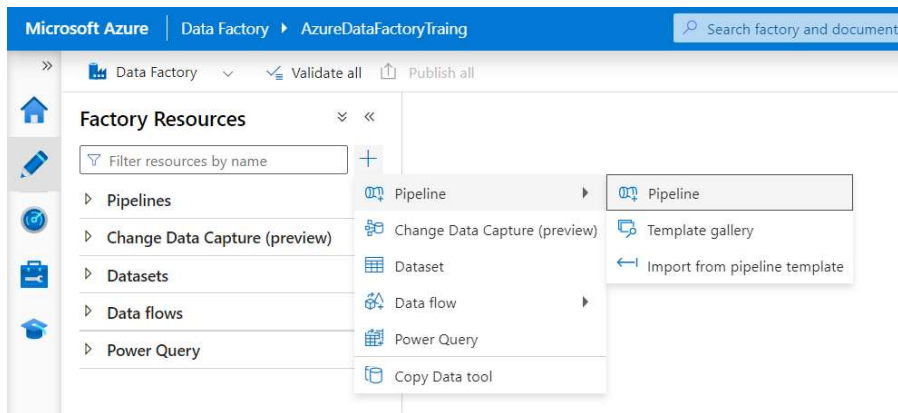 Microsoft Azure Data Factory AzureDataFactoryTraing Search factory and document
Data Factory Validate all Publish all
Factory Resources
Filter resources by name
Pipelines
Change Data Capture (preview)
Datasets
Data flows
Power Query
Pipeline
Change Data Capture (preview)
Dataset
Data flow
Power Query
Copy Data tool
Pipeline
Template gallery
Import from pipeline template